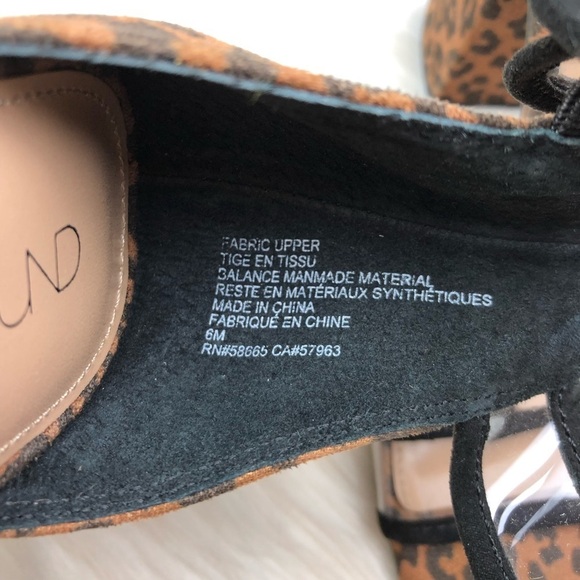 FABRIC UPPER
TIGE EN TISSU
BALANCE MANMADE MATERIAL
RESTE EN MATÉRIAUX SYNTHÉTIQUES
MADE IN CHINA
FABRIQUÉ EN CHINE
6M
RN#58665 CA#57963